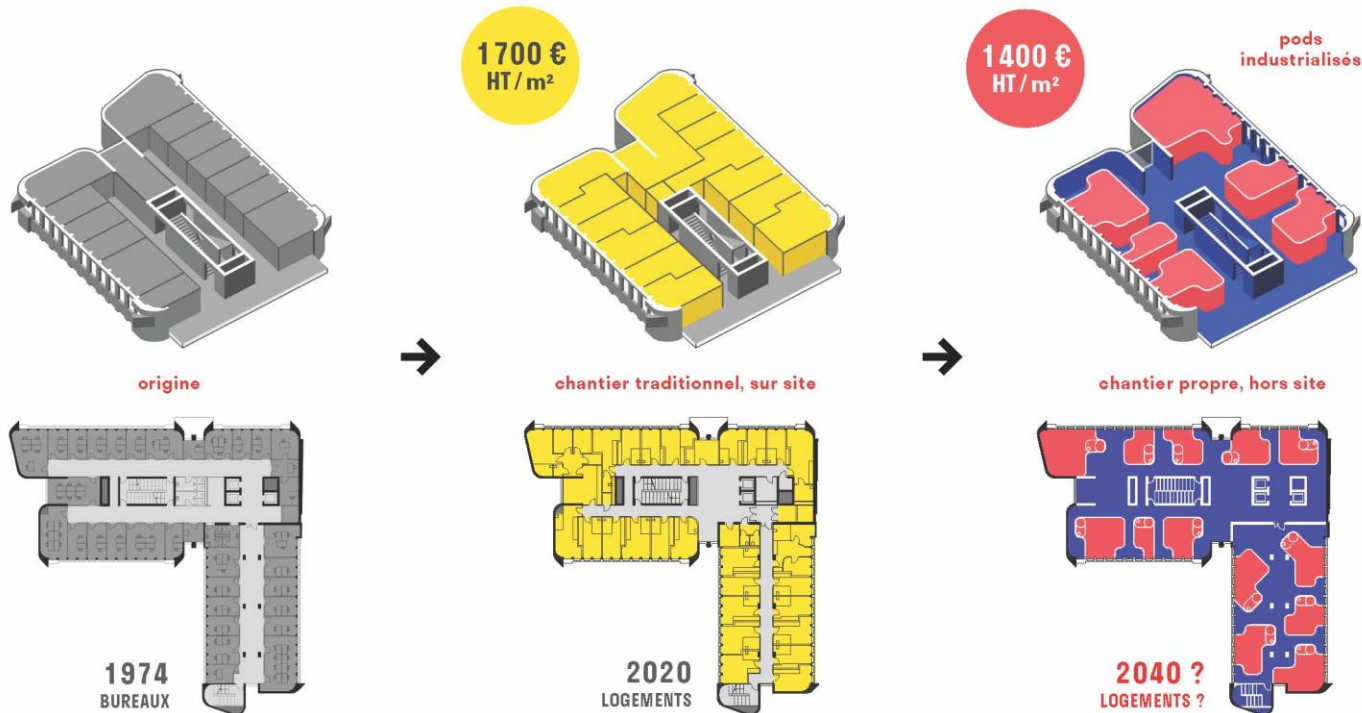 1700 €
HT / m²
1400 €
HT / m²
pods
industrialisés
origine
chantier traditionnel, sur site
chantier propre, hors site
1974
BUREAUX
2020
LOGEMENTS
2040 ?
LOGEMENTS ?